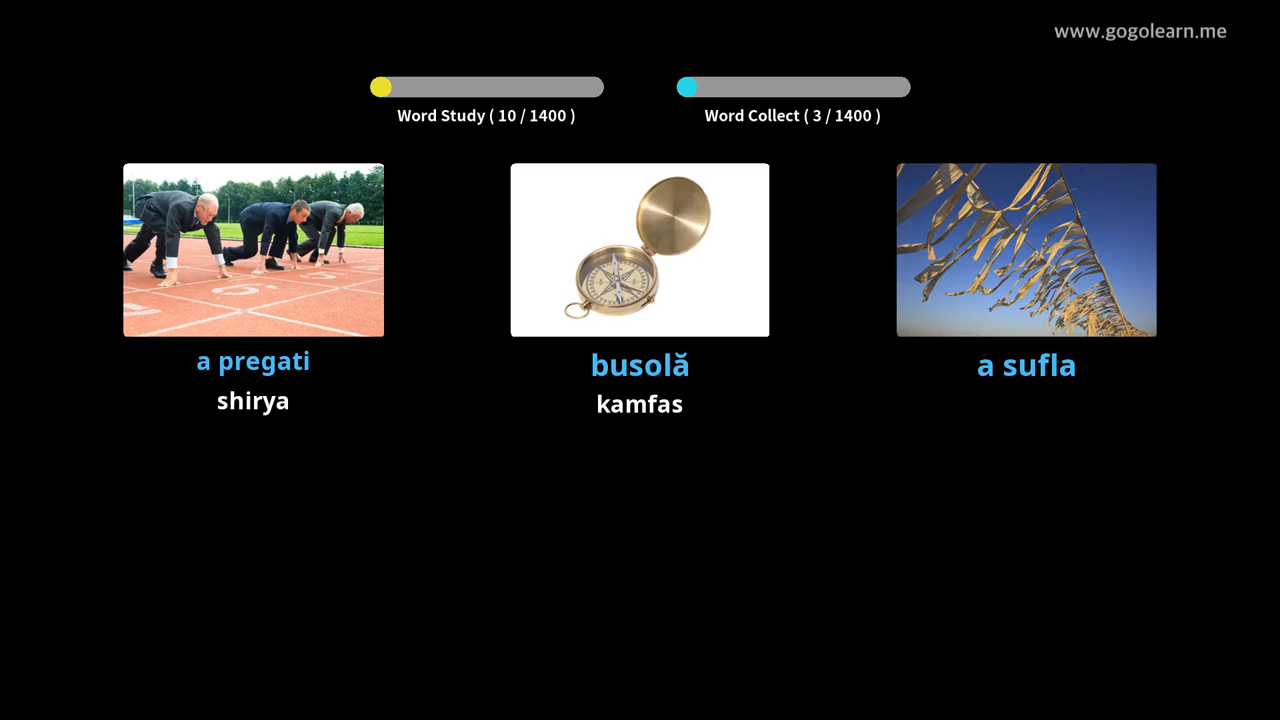 www.gogolearn.me
Word Study ( 10 / 1400 )
Word Collect ( 3 / 1400 )
a pregati
shirya
busolă
kamfas
a sufla